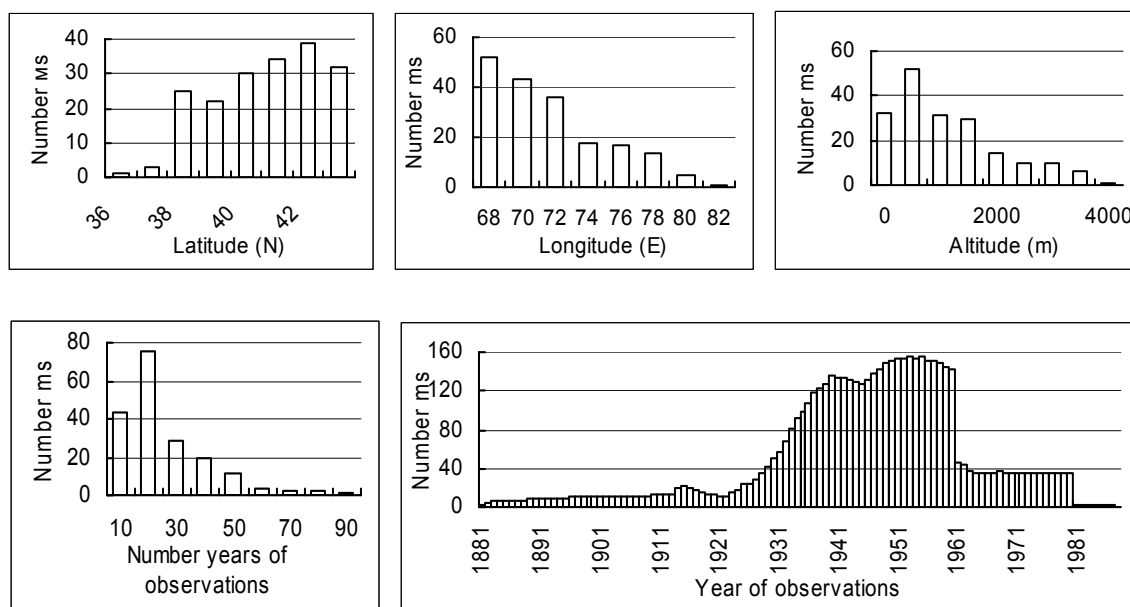 Number мs
40
30
20
10
0
36
38
40
42
Latitude (N)
Number ms
60
40
20
0
68 70 72 74 76 78 80 82
Longitude (E)
Number ms
60
40
20
0
0 2000 4000
Altitude (m)
Number ms
80
60
40
20
0
10 30 50 70 90
Number years of
observations
Number ms
160
120
80
40
0
1881
1891
1901
1911
1921
1931
1941
1951
1961
1971
1981
Year of observations